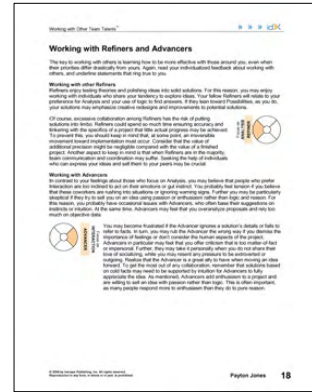 Working with Other Team Talents™
» » » idX
Working with Refiners and Advancers
The key to working with others is learning how to be more effective with those around you, even when
their priorities differ drastically from yours. Again, read your individualized feedback about working with
others, and underline statements that ring true to you.
Working with other Refiners
Refiners enjoy testing theories and polishing ideas into solid solutions. For this reason, you may enjoy
working with individuals who share your tendency to explore ideas. Your fellow Refiners will relate to your
preference for Analysis and your use of logic to find answers. If they lean toward Possibilities, as you do,
your solutions may emphasize creative redesigns and improvements to potential solutions.
Of course, excessive collaboration among Refiners has the risk of putting
solutions into limbo. Refiners could spend so much time ensuring accuracy and
tinkering with the specifics of a project that little actual progress may be achieved.
To prevent this, you should keep in mind that, at some point, an irreversible
movement toward implementation must occur. Consider that the value of
additional precision might be negligible compared with the value of a finished
project. Another aspect to keep in mind is that when Refiners are in the majority,
team communication and coordination may suffer. Seeking the help of individuals
who can express your ideas and sell them to your peers may be crucial
REFINER
Working with Advancers
In contrast to your feelings about those who focus on Analysis, you may believe that people who prefer
Interaction are too inclined to act on their emotions or gut instinct. You probably feel tension if you believe
that these coworkers are rushing into situations or ignoring warning signs. Further, you may be particularly
skeptical if they try to sell you on an idea using passion or enthusiasm rather than logic and reason. For
this reason, you probably have occasional issues with Advancers, who often base their suggestions on
instincts or intuition. At the same time, Advancers may feel that you overanalyze proposals and rely too
much on objective data.
INTERACTION
ADVANCER
You may become frustrated if the Advancer ignores a solution's details or fails to
refer to facts. In turn, you may rub the Advancer the wrong way if you dismiss the
importance of feelings or don't consider the human aspects of the project.
Advancers in particular may feel that you offer criticism that is too matter-of-fact
or impersonal. Further, they may take it personally when you do not share their
love of socializing, while you may resent any pressure to be extroverted or
outgoing. Realize that the Advancer is a great ally to have when moving an idea
forward. To get the most out of any collaboration, remember that solutions based
on cold facts may need to be supported by intuition for Advancers to fully
appreciate the idea. As mentioned, Advancers add enthusiasm to a project and
are willing to sell an idea with passion rather than logic. This is often important,
as many people respond more to enthusiasm than they do to pure reason.
Payton Jones
18